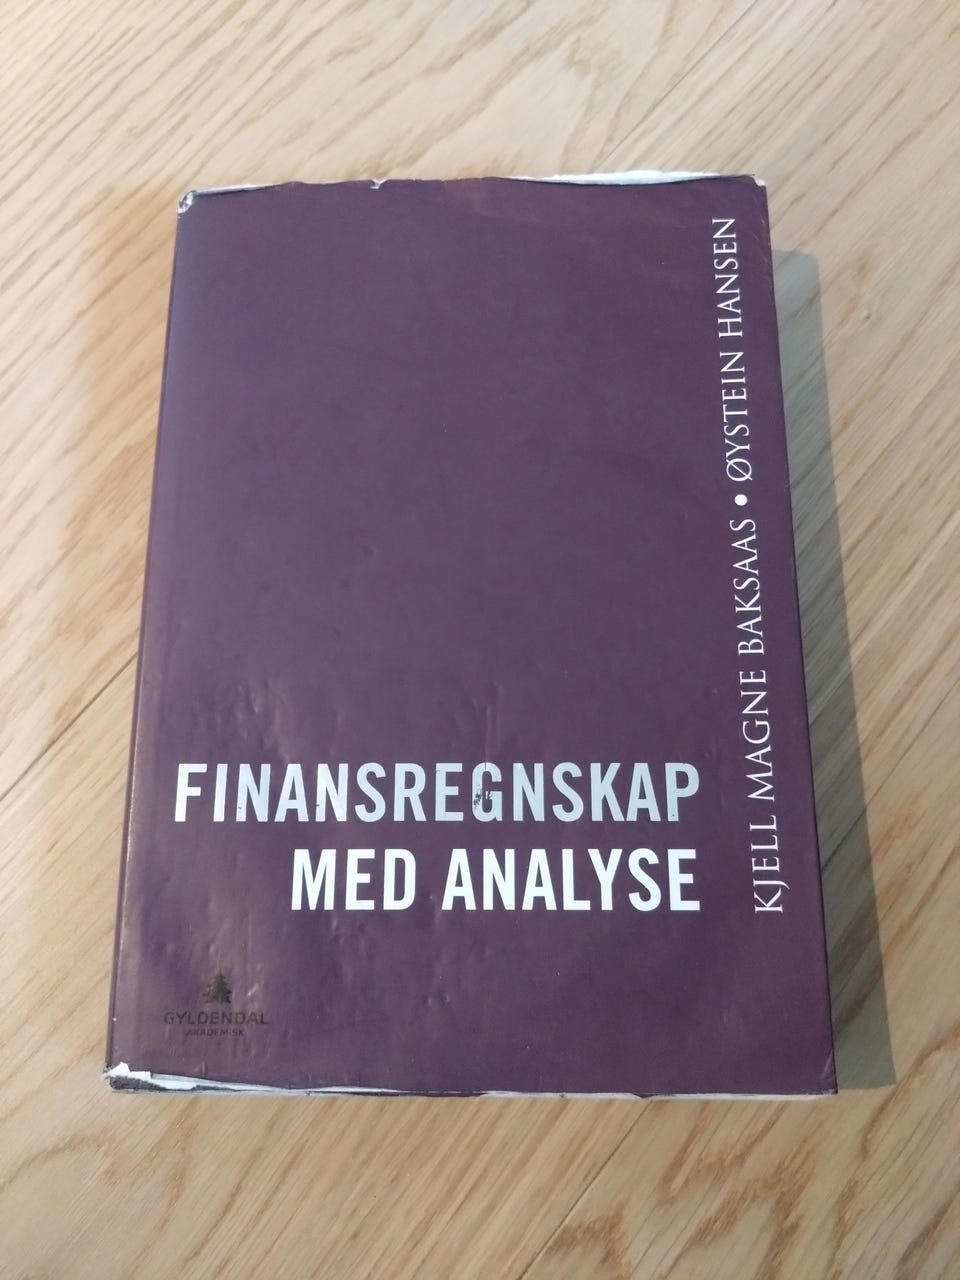 KJELL MAGNE BAKSAAS • ØYSTEIN HANSEN
FINANSREGNSKAP
MED ANALYSE
GYLDENDAL
AKADEMISK